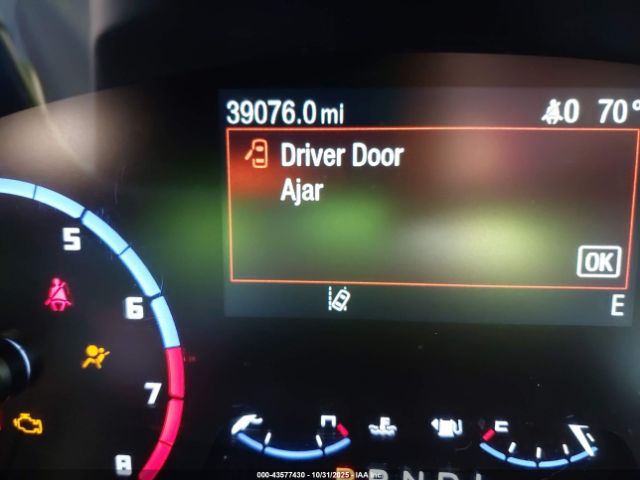 39076.0 mi
0 70°
Driver Door
Ajar
OK
E
5
6
7
8
PRNDL
000-43577430 - 10/31/2025 - IAA Inc